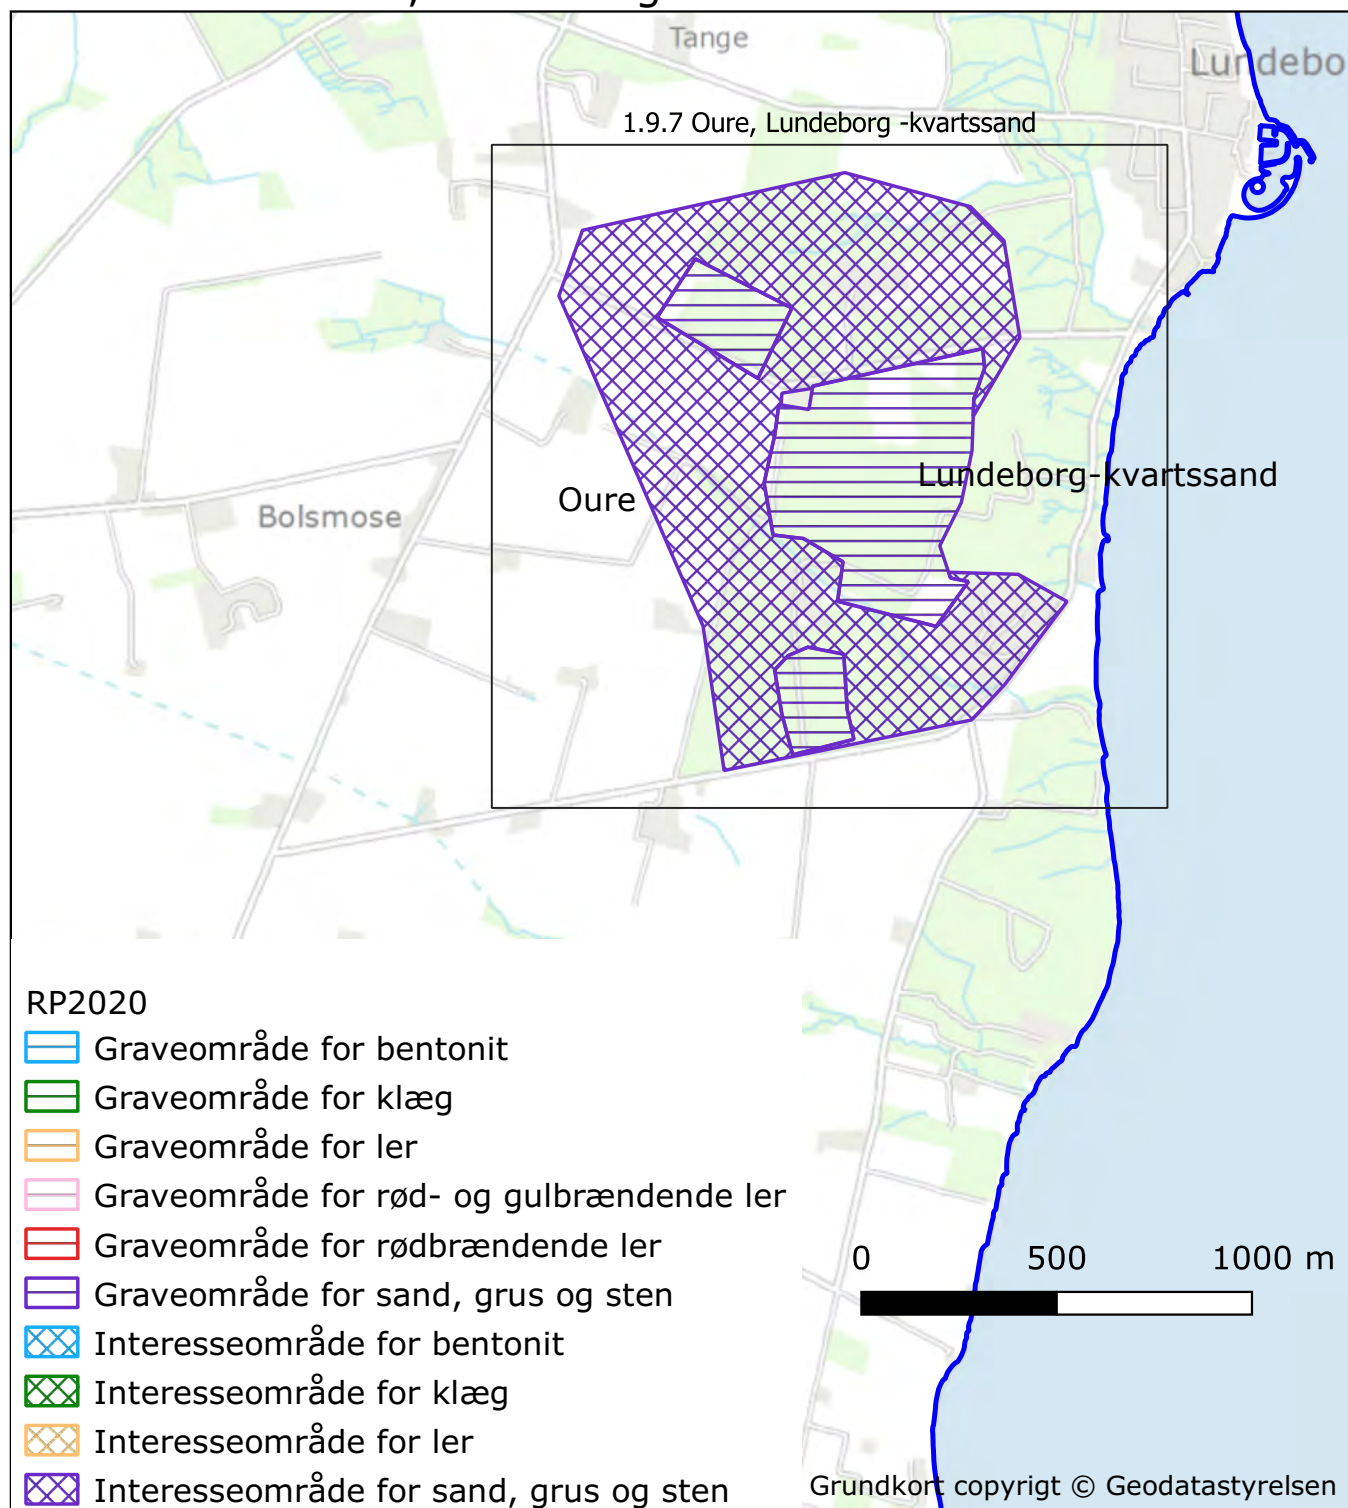 Tange
Lundebo
1.9.7 Oure, Lundeborg -kvartssand
Lundeborg-kvartssand
Oure
Bolsmose
RP2020
Graveområde for bentonit
Graveområde for klæg
Graveområde for ler
Graveområde for rød- og gulbrændende ler
Graveområde for rødbrændende ler
Graveområde for sand, grus og sten
Interesseområde for bentonit
Interesseområde for klæg
Interesseområde for ler
Interesseområde for sand, grus og sten
0 500 1000 m
Grundkort copyrigt © Geodatastyrelsen